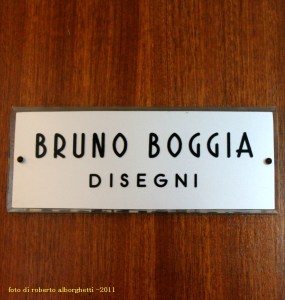 BRUNO BOGGIA
DISEGNI
foto di roberto alborghetti -2011